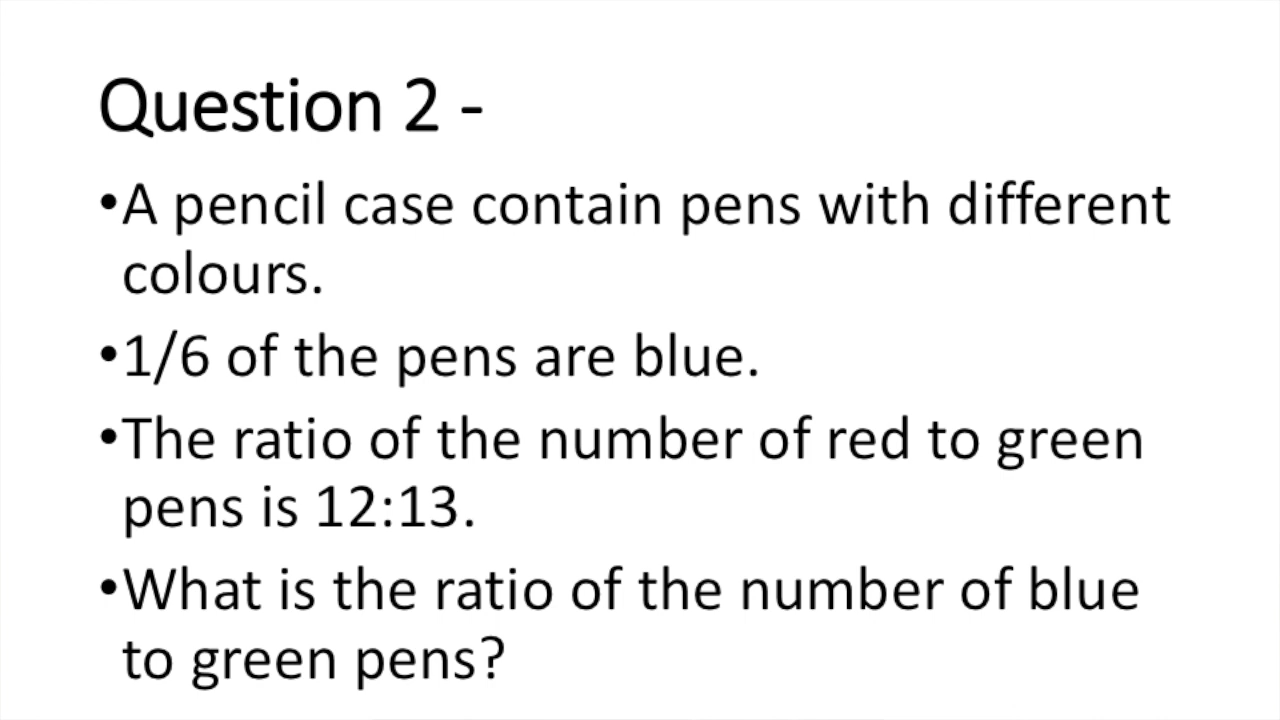 Question 2 -
•A pencil case contain pens with different
colours.
•1/6 of the pens are blue.
•The ratio of the number of red to green
pens is 12:13.
•What is the ratio of the number of blue
to green pens?